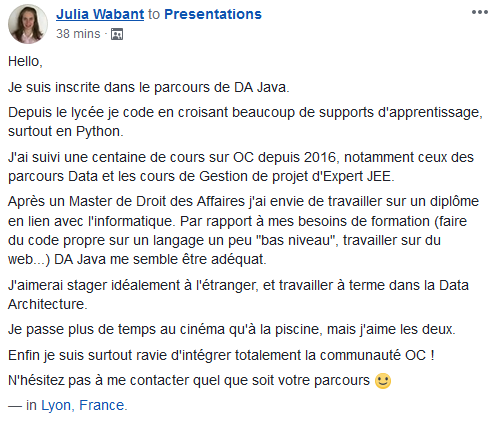 Julia Wabant to Presentations
38 mins ·
Hello,
Je suis inscrite dans le parcours de DA Java.
Depuis le lycée je code en croisant beaucoup de supports d'apprentissage,
surtout en Python.
J'ai suivi une centaine de cours sur OC depuis 2016, notamment ceux des
parcours Data et les cours de Gestion de projet d'Expert JEE.
Après un Master de Droit des Affaires j'ai envie de travailler sur un diplôme
en lien avec l'informatique. Par rapport à mes besoins de formation (faire
du code propre sur un langage un peu "bas niveau", travailler sur du
web...) DA Java me semble être adéquat.
J'aimerai stager idéalement à l'étranger, et travailler à terme dans la Data
Architecture.
Je passe plus de temps au cinéma qu'à la piscine, mais j'aime les deux.
Enfin je suis surtout ravie d'intégrer totalement la communauté OC !
N'hésitez pas à me contacter quel que soit votre parcours
— in Lyon, France.